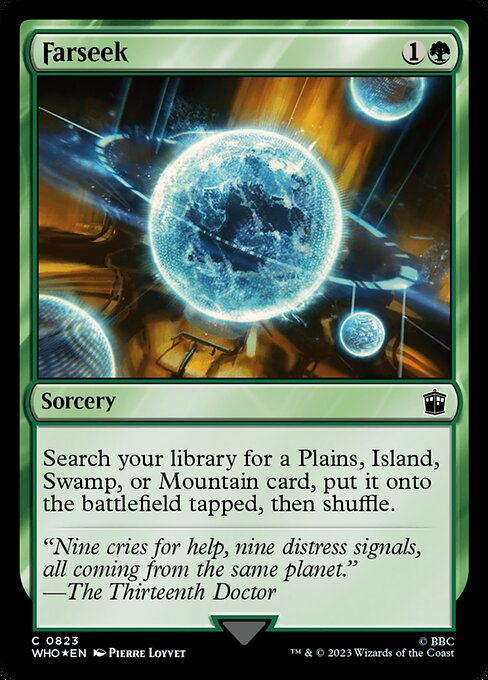 Farseek 1
Sorcery
Search your library for a Plains, Island,
Swamp, or Mountain card, put it onto
the battlefield tapped, then shuffle.
“Nine cries for help, nine distress signals,
all coming from the same planet.”
—The Thirteenth Doctor
C 0823 © BBC
WHO★EN Pierre Loyvet ™ & © 2023 Wizards of the Coast